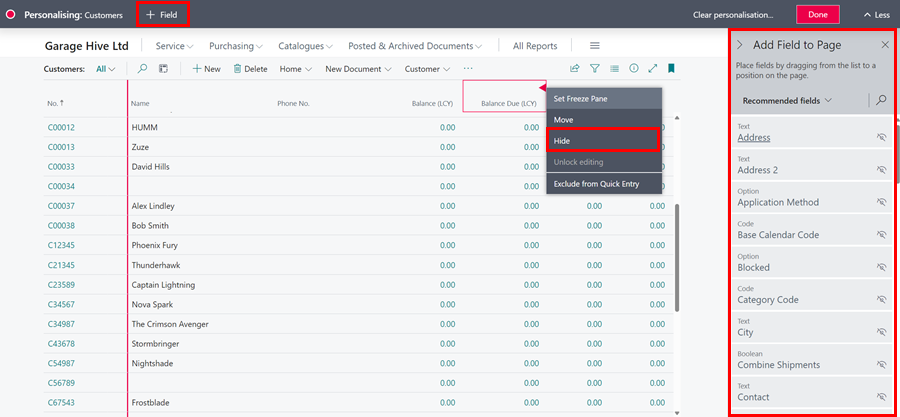 Personalising: Customers + Field Clear personalisation... Done Less
Garage Hive Ltd Service Purchasing Catalogues Posted & Archived Documents All Reports
Customers: All + New Delete Home New Document Customer ...
No. ↑ Name Phone No. Balance (LCY) Balance Due (LCY)
C00012 HUMM 0.00 0.00
C00013 Zuze 0.00 0.00
C00033 David Hills 0.00 0.00
C00034 0.00 0.00
C00037 Alex Lindley 0.00 0.00 0.00 0.00
C00038 Bob Smith 0.00 0.00 0.00 0.00
C12345 Phoenix Fury 0.00 0.00 0.00 0.00
C21345 Thunderhawk 0.00 0.00 0.00 0.00
C23589 Captain Lightning 0.00 0.00 0.00 0.00
C34567 Nova Spark 0.00 0.00 0.00 0.00
C34987 The Crimson Avenger 0.00 0.00 0.00 0.00
C43678 Stormbringer 0.00 0.00 0.00 0.00
C54987 Nightshade 0.00 0.00 0.00 0.00
C56789 0.00 0.00 0.00 0.00
C67543 Frostblade 0.00 0.00 0.00 0.00
Set Freeze Pane
Move
Hide
Unlock editing
Exclude from Quick Entry
Add Field to Page
Place fields by dragging from the list to a
position on the page.
Recommended fields
Text
Address
Text
Address 2
Option
Application Method
Code
Base Calendar Code
Option
Blocked
Code
Category Code
Text
City
Boolean
Combine Shipments
Text
Contact